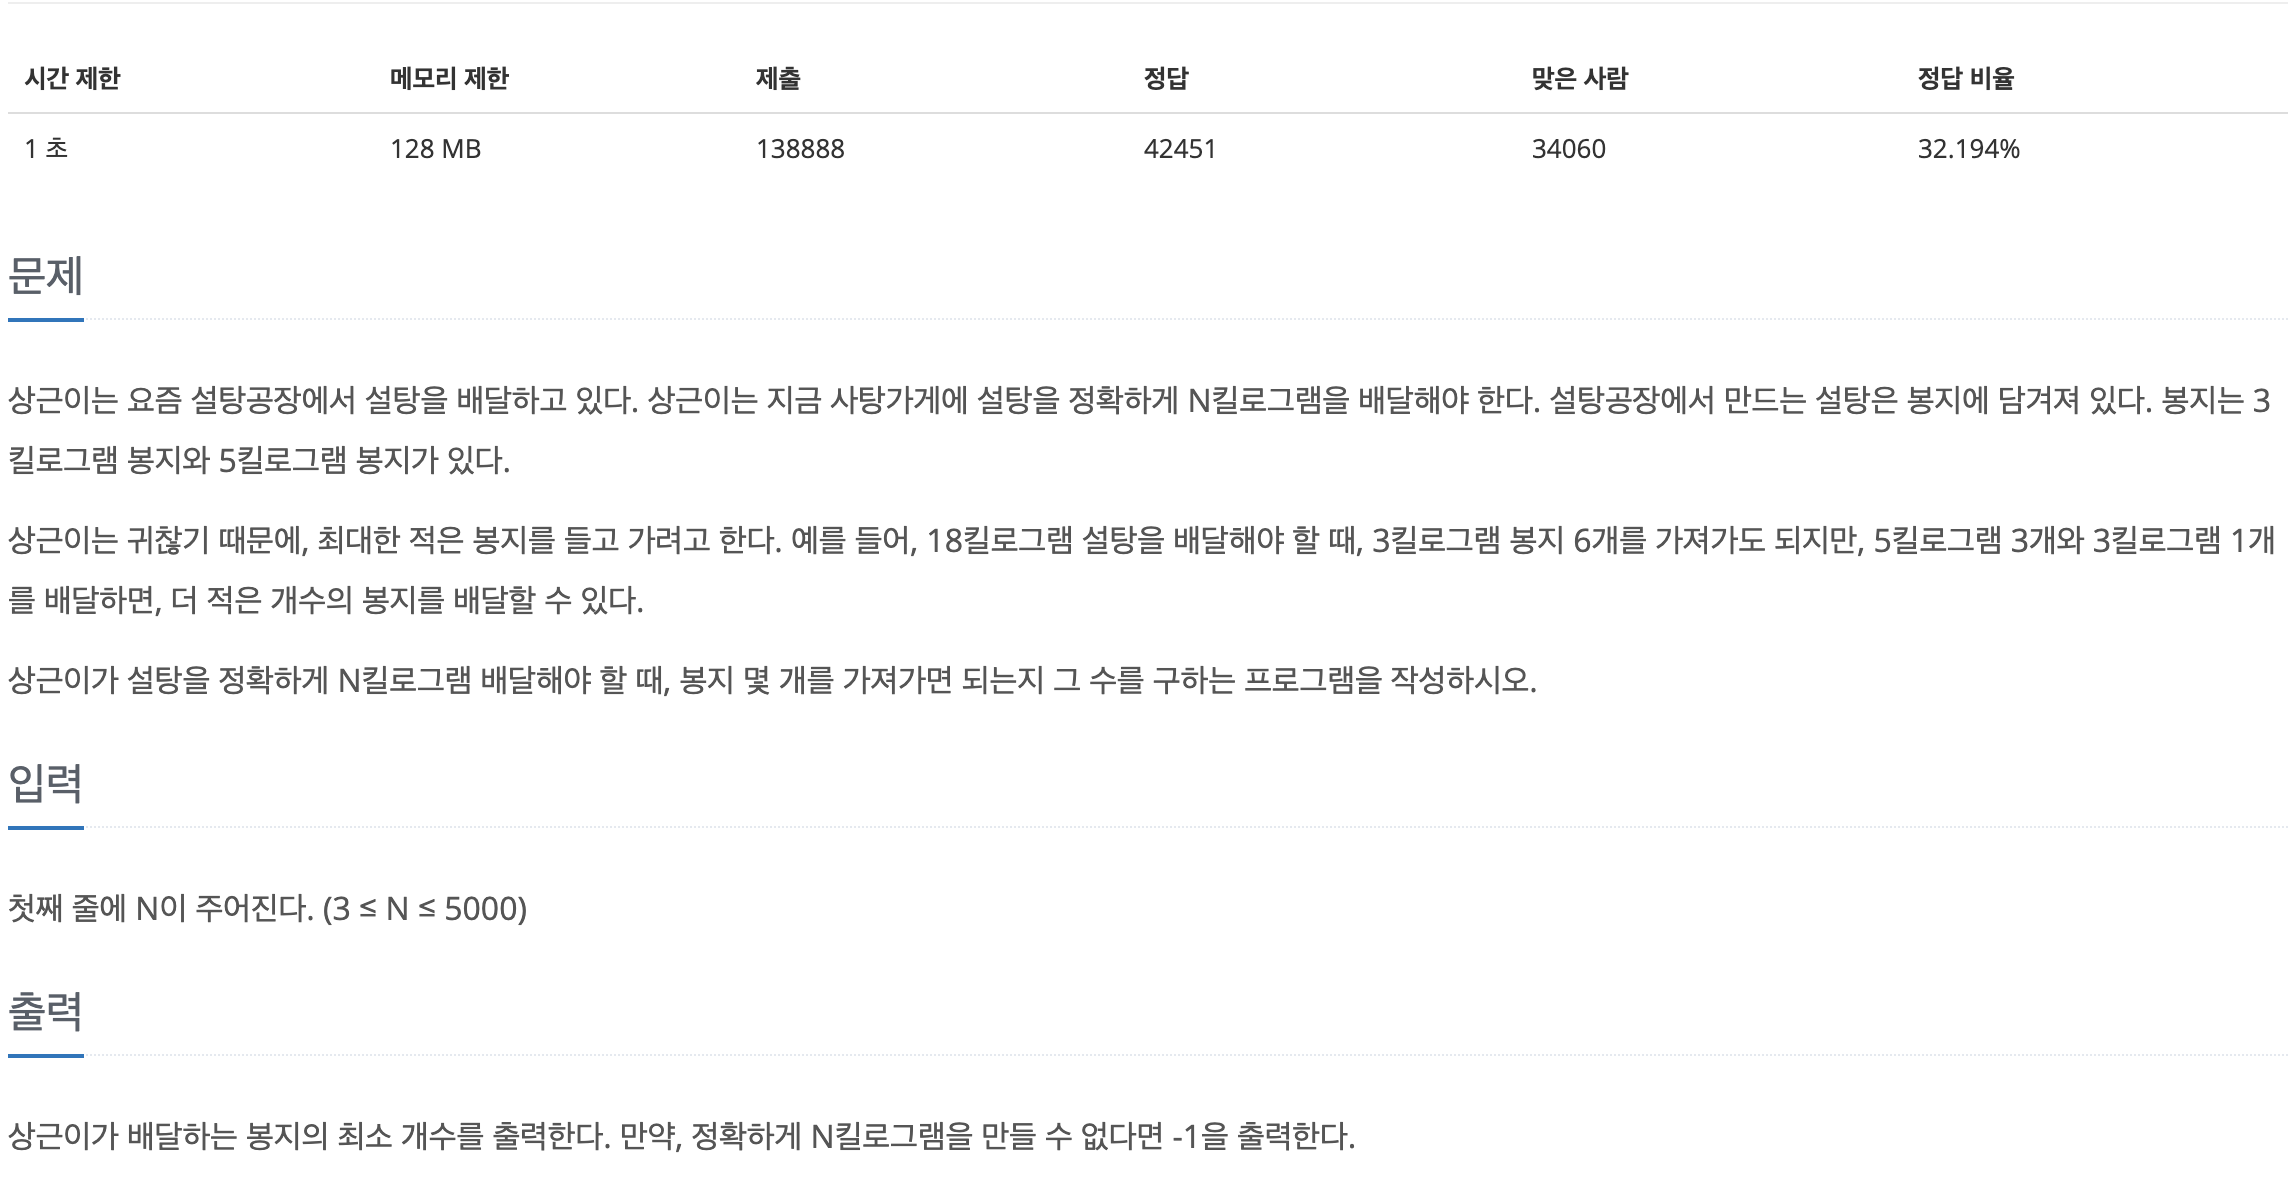 시간 제한 메모리 제한 제출 정답 맞은 사람 정답 비율
1 초 128 MB 138888 42451 34060 32.194%
문제
상근이는 요즘 설탕공장에서 설탕을 배달하고 있다. 상근이는 지금 사탕가게에 설탕을 정확하게 N킬로그램을 배달해야 한다. 설탕공장에서 만드는 설탕은 봉지에 담겨져 있다. 봉지는 3
킬로그램 봉지와 5킬로그램 봉지가 있다.
상근이는 귀찮기 때문에, 최대한 적은 봉지를 들고 가려고 한다. 예를 들어, 18킬로그램 설탕을 배달해야 할 때, 3킬로그램 봉지 6개를 가져가도 되지만, 5킬로그램 3개와 3킬로그램 1개
를 배달하면, 더 적은 개수의 봉지를 배달할 수 있다.
상근이가 설탕을 정확하게 N킬로그램 배달해야 할 때, 봉지 몇 개를 가져가면 되는지 그 수를 구하는 프로그램을 작성하시오.
입력
첫째 줄에 N이 주어진다. (3 ≤ N ≤ 5000)
출력
상근이가 배달하는 봉지의 최소 개수를 출력한다. 만약, 정확하게 N킬로그램을 만들 수 없다면 -1을 출력한다.